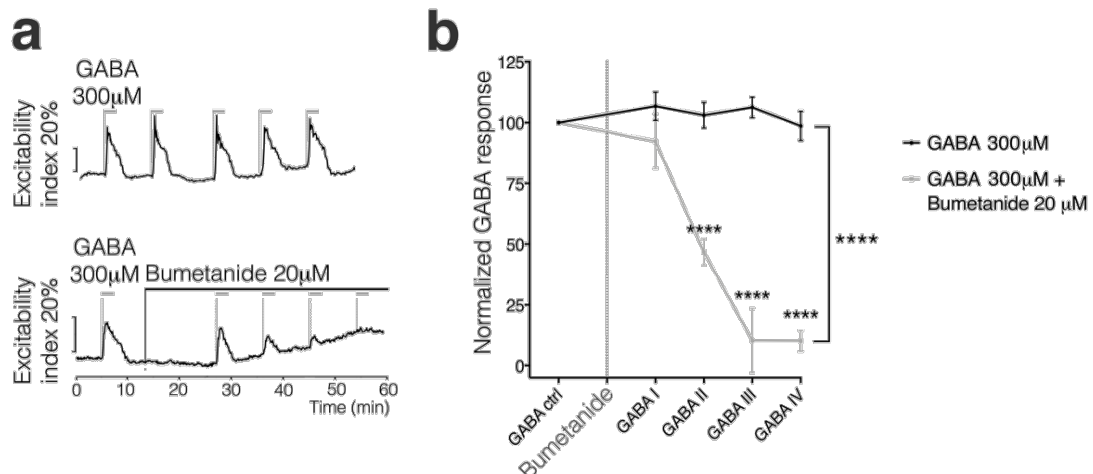 a
GABA
300µM
Excitability
index 20%
GABA
300µM Bumetanide 20µM
Excitability
index 20%
0 10 20 30 40 50 60
Time (min)
b
Normalized GABA response
125
100
75
50
25
0
****
****
****
****
GABA ctrl
Bumetanide
GABA I
GABA II
GABA III
GABA IV
GABA 300µM
GABA 300µM +
Bumetanide 20 µM